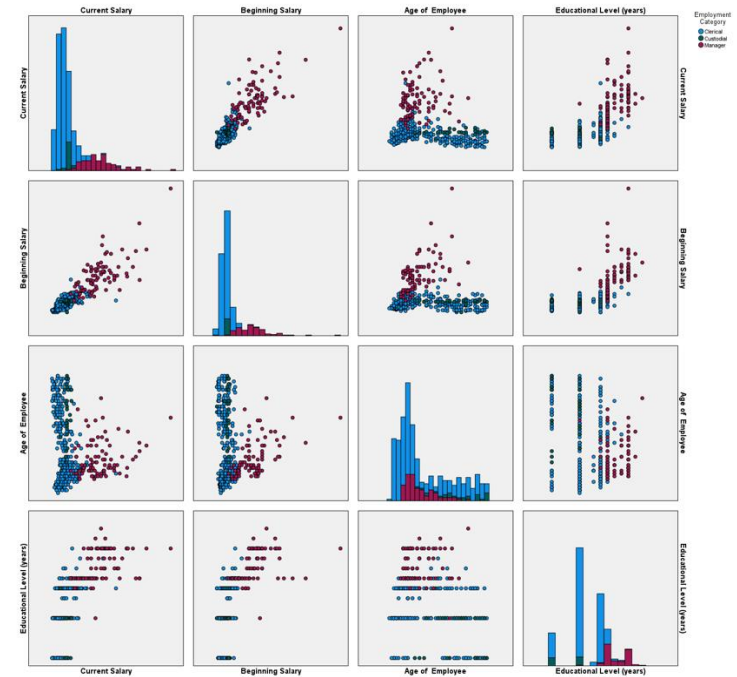 Current Salary
Beginning Salary
Age of Employee
Educational Level (years)
Employment
Category
Clerical
Custodial
Manager
Current Salary
Current Salary
Beginning Salary
Beginning Salary
Age of Employee
Age of Employee
Educational Level (years)
Educational Level (years)
Current Salary
Beginning Salary
Age of Employee
Educational Level (years)